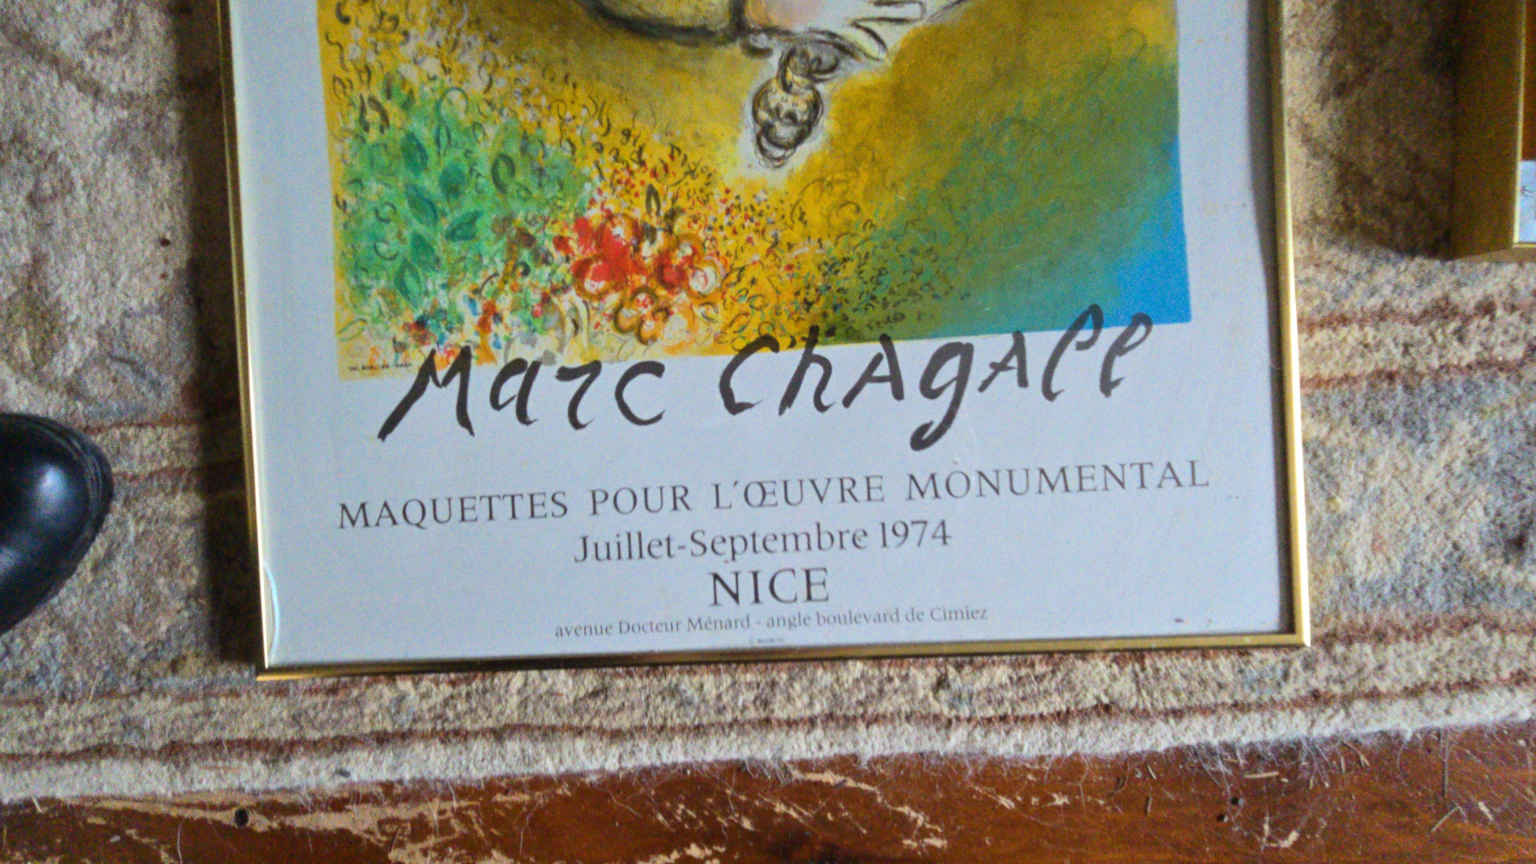 Marc Chagall
MAQUETTES POUR L'ŒUVRE MONUMENTAL
Juillet-Septembre 1974
NICE
avenue Docteur Ménard - angle boulevard de Cimiez